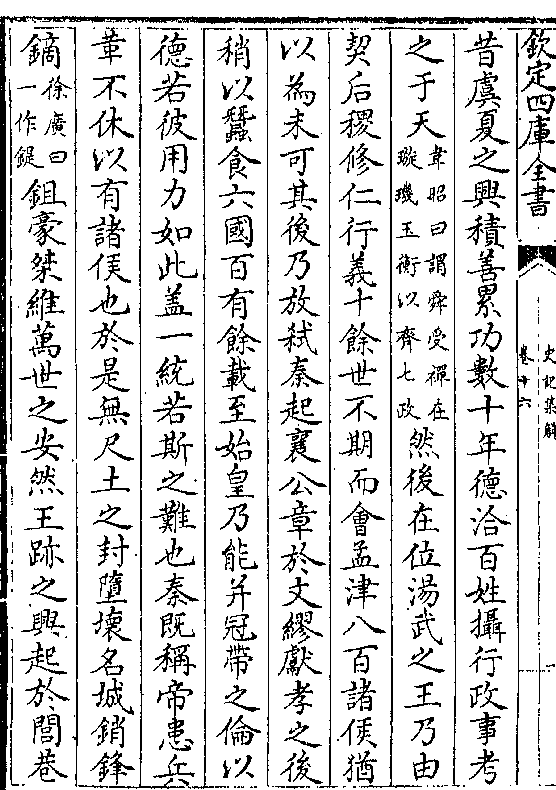 欽定四庫全書
史記集解
卷十六
昔虞夏之興積善累功數十年德洽百姓攝行政事考
之于天韋昭曰謂舜受禪在璇璣玉衡以齊七政然後在位湯武之王乃由
契后稷修仁行義十餘世不期而會孟津八百諸侯猶
以為未可其後乃放弑秦起襄公章於文繆獻孝之後
稍以蠶食六國百有餘載至始皇乃能并冠帶之倫以
德若彼用力如此蓋一統若斯之難也秦既稱帝患兵
革不休以有諸侯也於是無尺土之封墮壞名城銷鋒
鏑徐廣曰一作鍉鉏豪桀維萬世之安然王跡之興起於閭巷